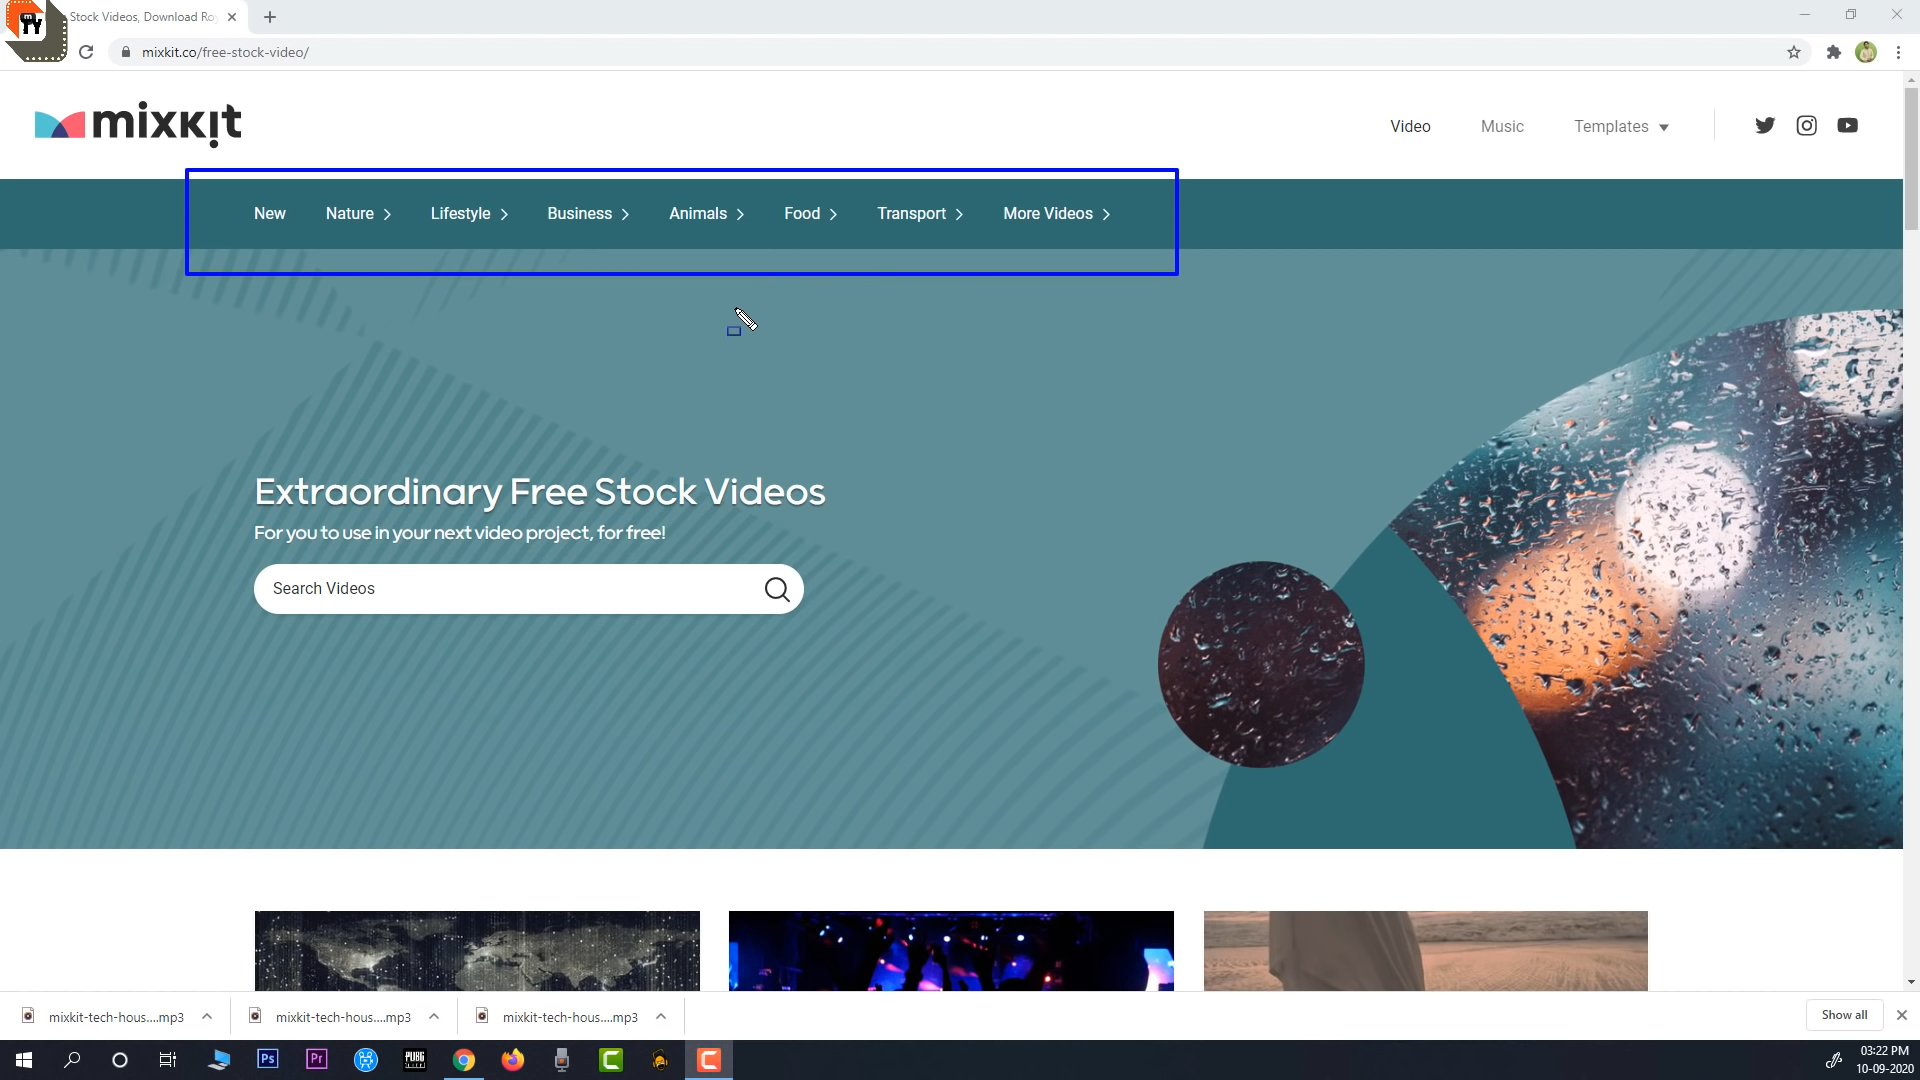 Stock Videos, Download Ro
mixkit.co/free-stock-video/
mixkit
Video
Music
Templates
New
Nature
Lifestyle
Business
Animals
Food
Transport
More Videos
Extraordinary Free Stock Videos
For you to use in your next video project, for free!
Search Videos
mixkit-tech-hous....mp3
mixkit-tech-hous....mp3
mixkit-tech-hous....mp3
Show all
Ps
Pr
PUBG
03:22 PM
10-09-2020